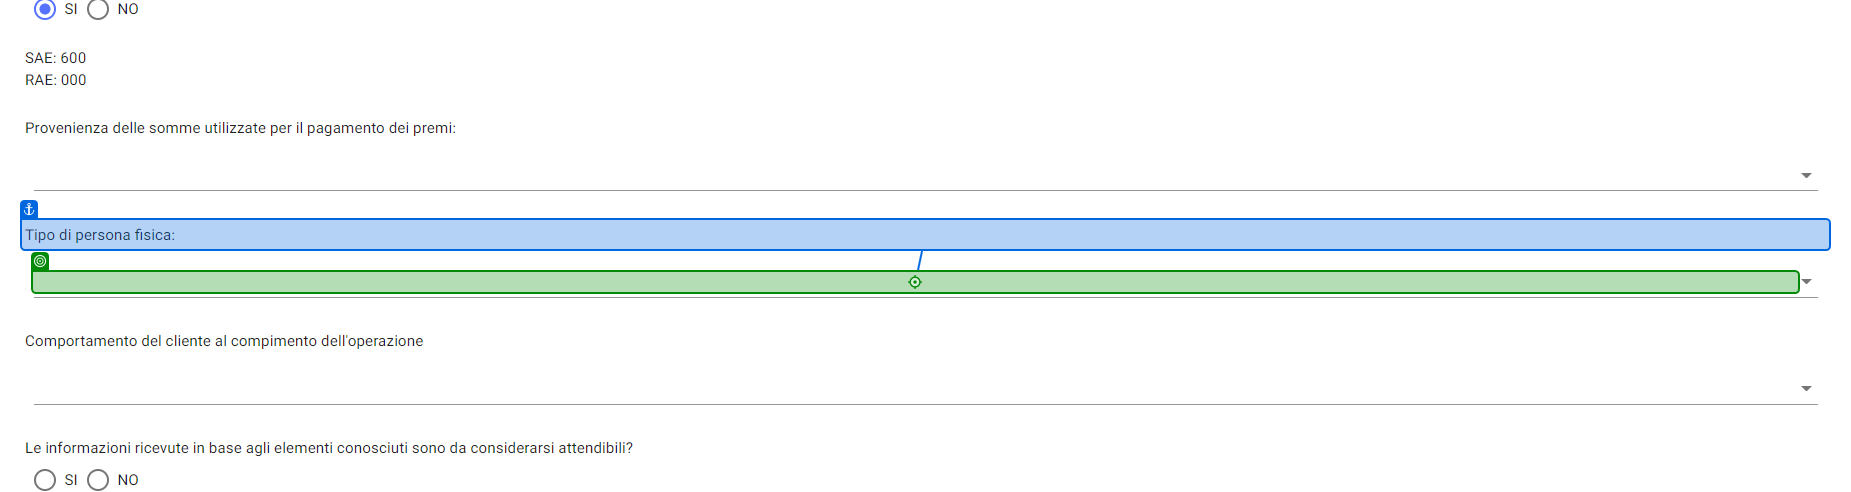 SI NO
SAE: 600
RAE: 000
Provenienza delle somme utilizzate per il pagamento dei premi:
Tipo di persona fisica:
Comportamento del cliente al compimento dell'operazione
Le informazioni ricevute in base agli elementi conosciuti sono da considerarsi attendibili?
SI NO